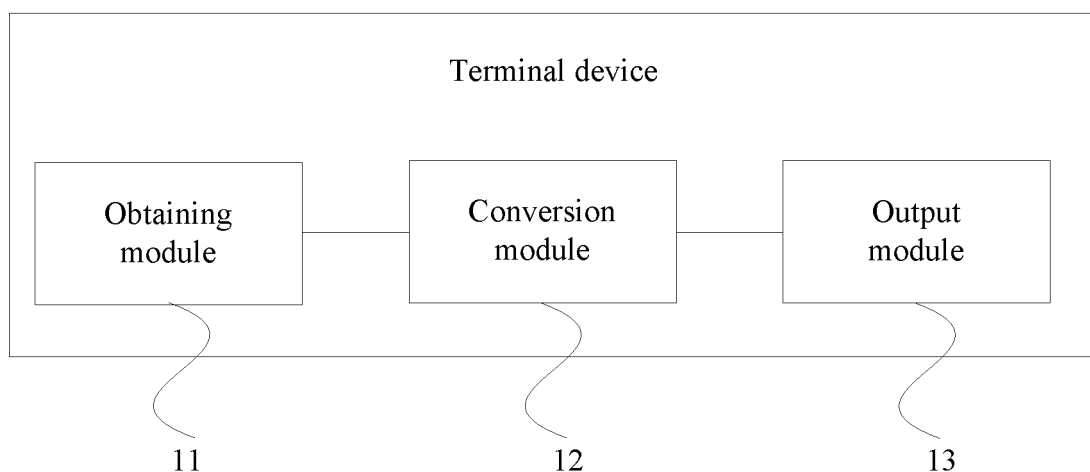 Terminal device
Obtaining
module
Conversion
module
Output
module
11
12
13